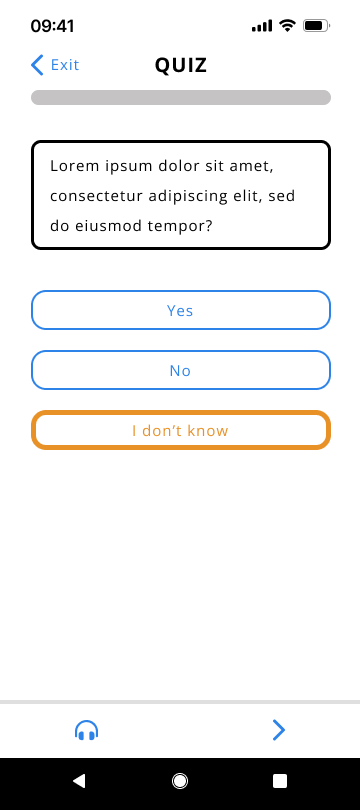 09:41
Exit
QUIZ
Lorem ipsum dolor sit amet,
consectetur adipiscing elit, sed
do eiusmod tempor?
Yes
No
I don't know